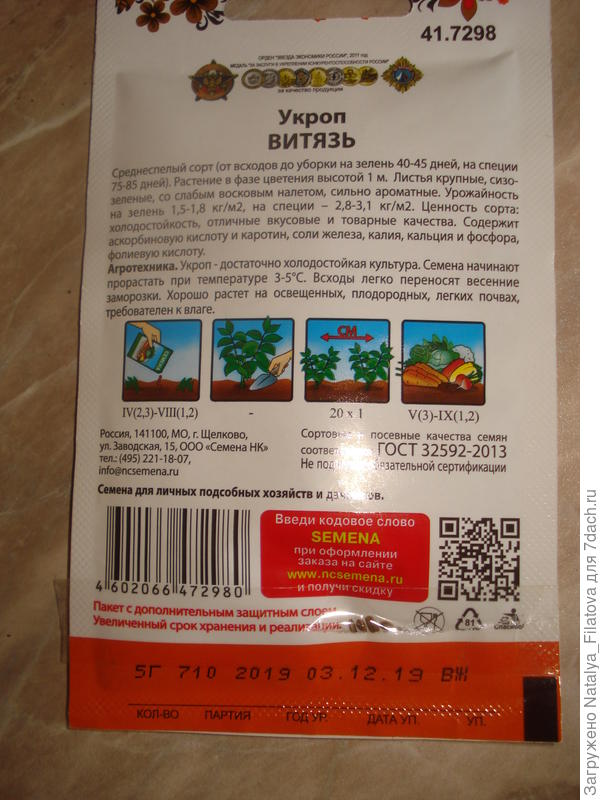 41.7298
ОРДЕН "ЗВЕЗДА ЭКОНОМИКИ РОССИИ", 2011 год
МЕДАЛЬ "ЗА ЗАСЛУГИ В УКРЕПЛЕНИИ КОНКУРЕНТОСПОСОБНОСТИ РОССИИ"
за качество продукции
Укроп
ВИТЯЗЬ
Среднеспелый сорт (от всходов до уборки на зелень 40-45 дней, на специи
75-85 дней). Растение в фазе цветения высотой 1 м. Листья крупные, сизо-
зеленые, со слабым восковым налетом, сильно ароматные. Урожайность
на зелень 1,5-1,8 кг/м2, на специи – 2,8-3,1 кг/м2. Ценность сорта:
холодостойкость, отличные вкусовые и товарные качества. Содержит
аскорбиновую кислоту и каротин, соли железа, калия, кальция и фосфора,
фолиевую кислоту.
Агротехника. Укроп - достаточно холодостойкая культура. Семена начинают
прорастать при температуре 3-5°С. Всходы легко переносят весенние
заморозки. Хорошо растет на освещенных, плодородных, легких почвах,
требователен к влаге.
СМ
IV(2,3)-VIII(1,2) - 20 x 1 V(3)-IX(1,2)
Россия, 141100, МО, г. Щелково,
ул. Заводская, 15, ООО «Семена НК»
тел.: (495) 221-18-07,
info@ncsemena.ru
Сортовые и посевные качества семян
ГОСТ 32592-2013
Не обязательной сертификации
Семена для личных подсобных хозяйств и дачников.
Введи кодовое слово
SEMENA
при оформлении
заказа на сайте
www.ncsemena.ru
и получи скидку
4 602066 472980
Пакет с дополнительным защитным слоем.
Увеличенный срок хранения и реализации.
81
Спасибо!
5Г 710 2019 03.12.19 ВЖ
КОЛ-ВО ПАРТИЯ ГОД УР. ДАТА УП. УП.
Загружено Natalya_Filatova для 7dach.ru